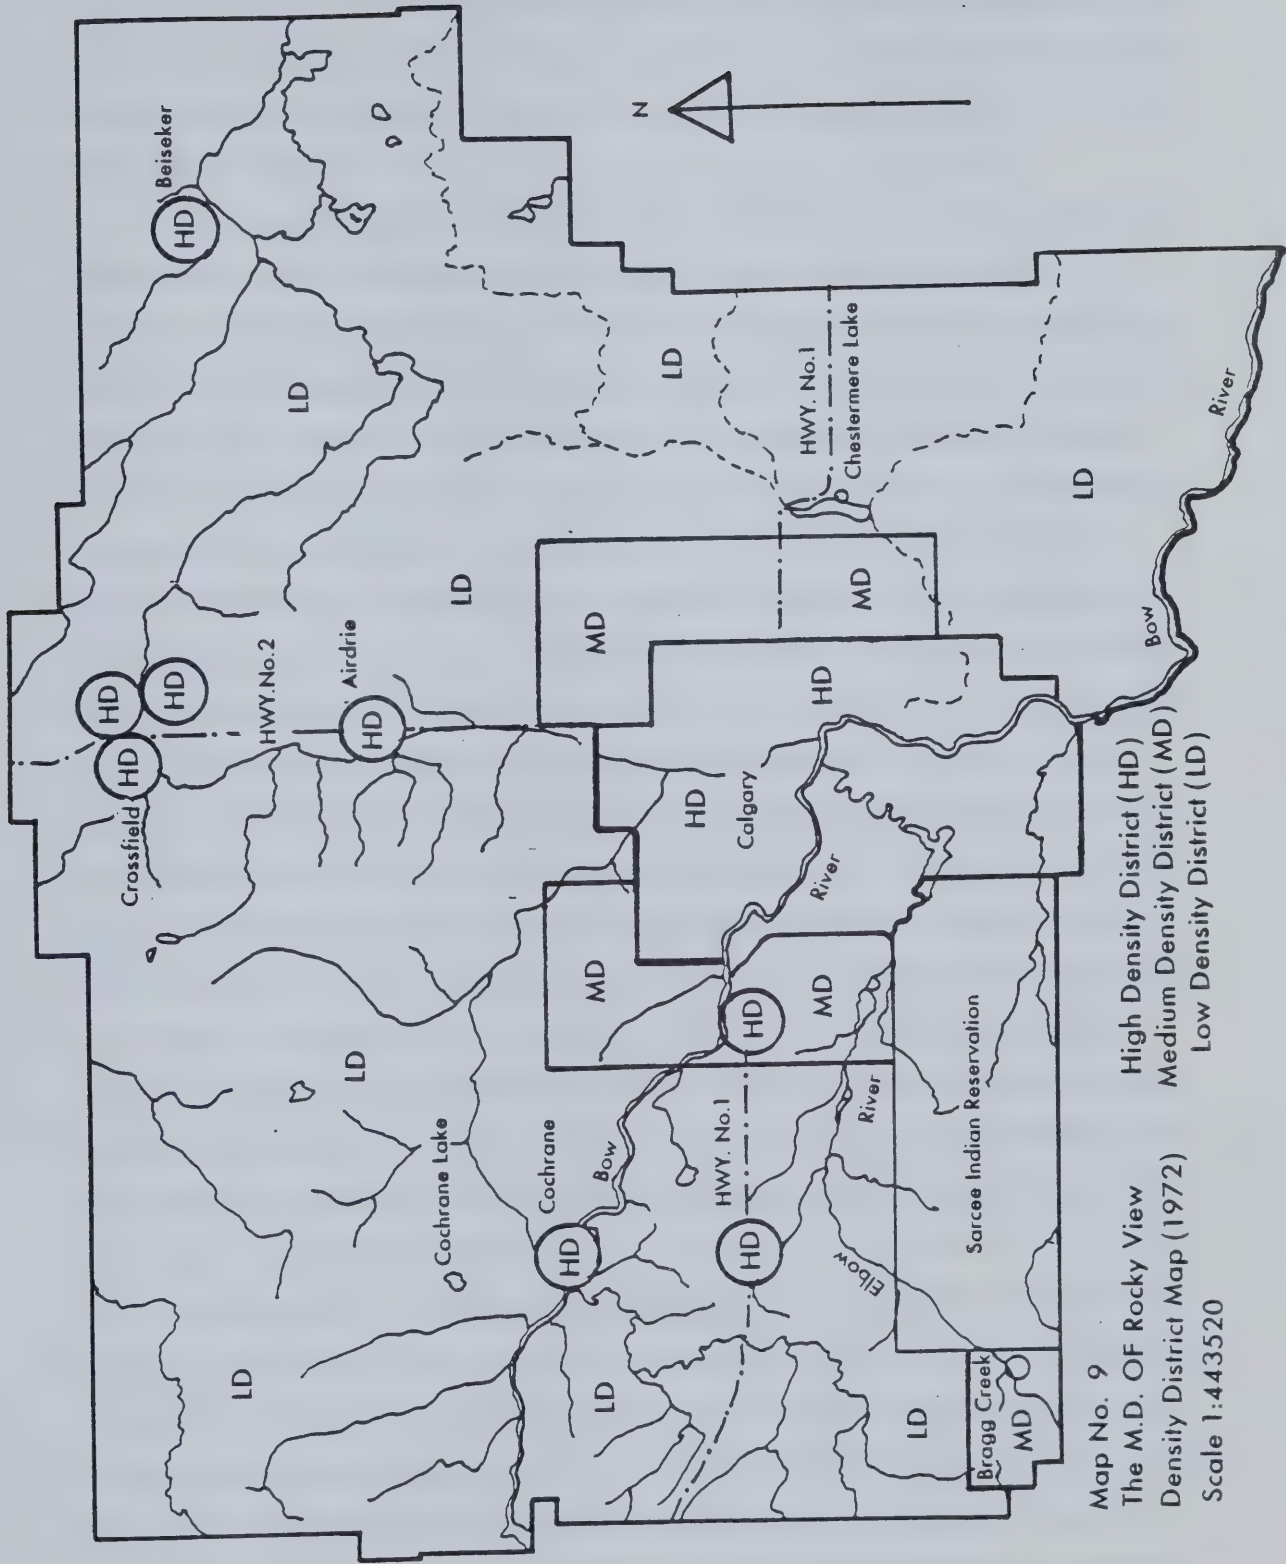 HD
Crossfield
HD
Beiseker
HD
HD
LD
HWY. No.2
LD
Airdrie
LD
HD
Cochrane Lake
LD
Cochrane
HD
MD
MD
Bow
LD
N
LD
HD
HWY. No.1
Calgary
HD
HD
HWY. No.1
HD
MD
River
Chestermere Lake
MD
Elbow
River
LD
Sarcee Indian Reservation
Bragg Creek
MD
LD
Bow
River
Map No. 9
The M.D. OF Rocky View
Density District Map (1972)
Scale 1:443520
High Density District (HD)
Medium Density District (MD)
Low Density District (LD)